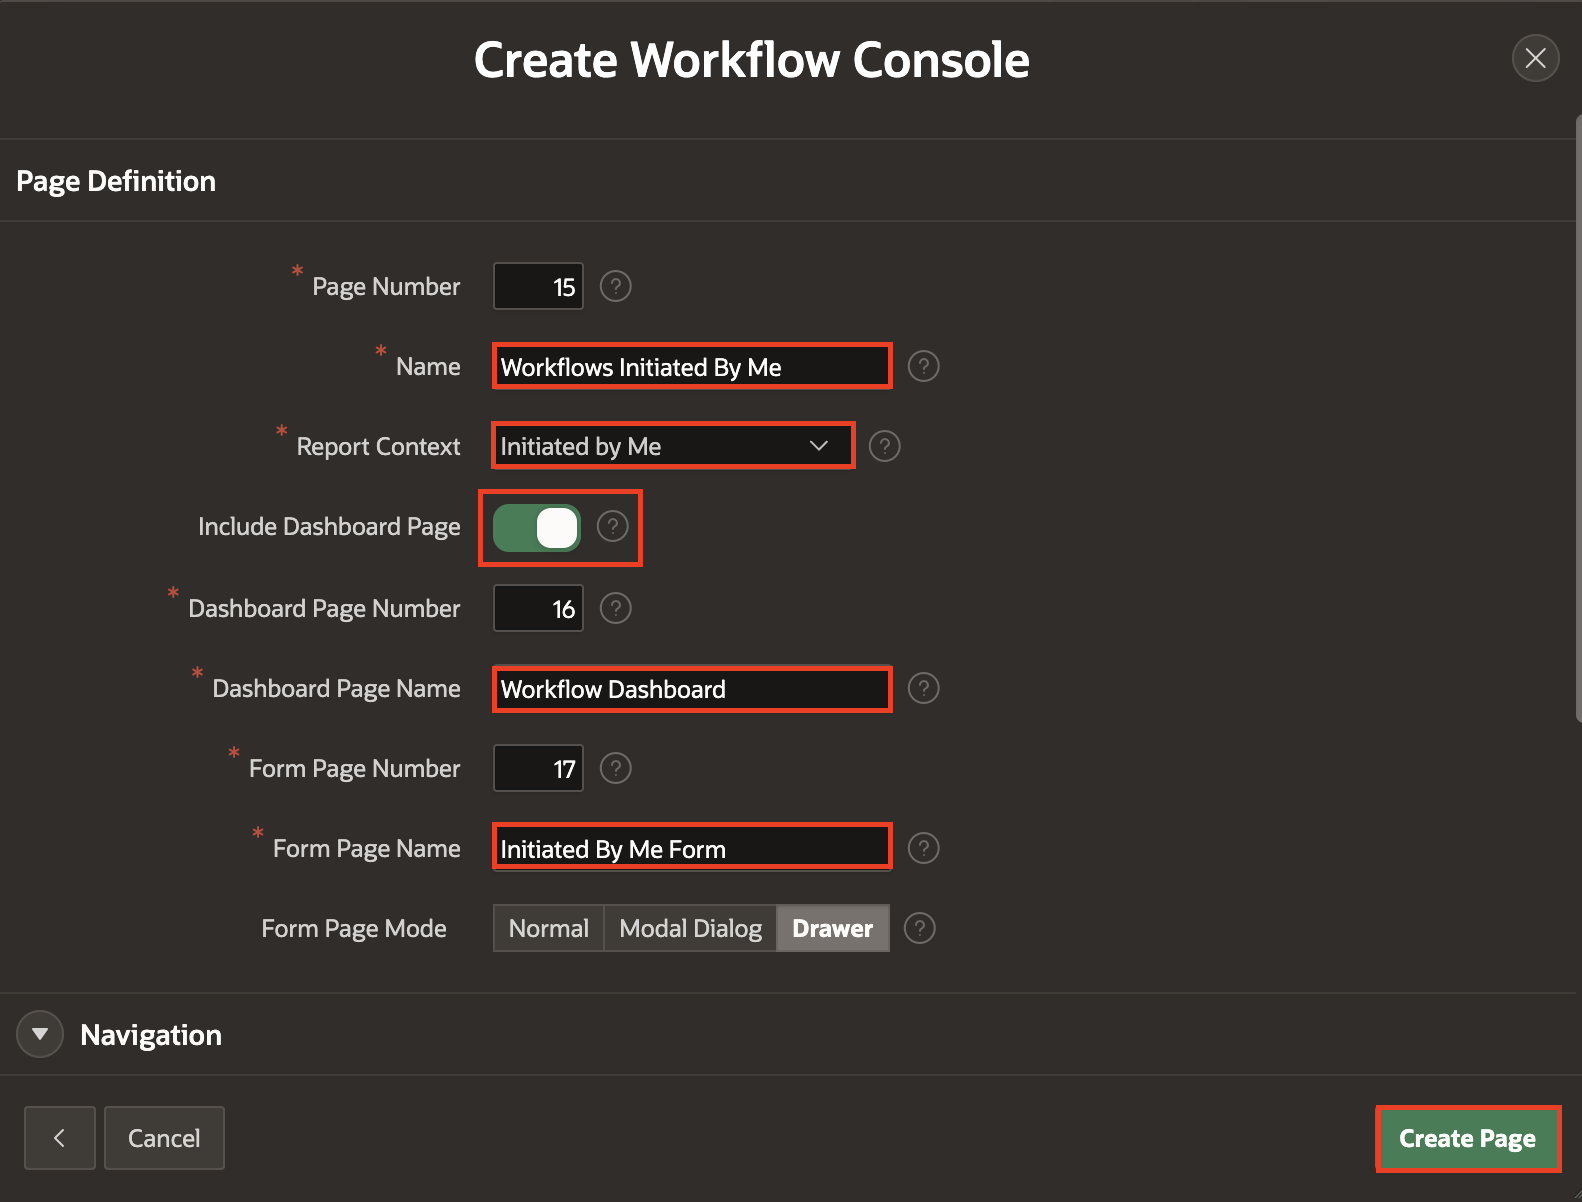 Create Workflow Console
Page Definition
* Page Number 15 ?
* Name Workflows Initiated By Me ?
* Report Context Initiated by Me ?
Include Dashboard Page ?
* Dashboard Page Number 16 ?
* Dashboard Page Name Workflow Dashboard ?
* Form Page Number 17 ?
* Form Page Name Initiated By Me Form ?
Form Page Mode Normal Modal Dialog Drawer ?
Navigation
Cancel Create Page